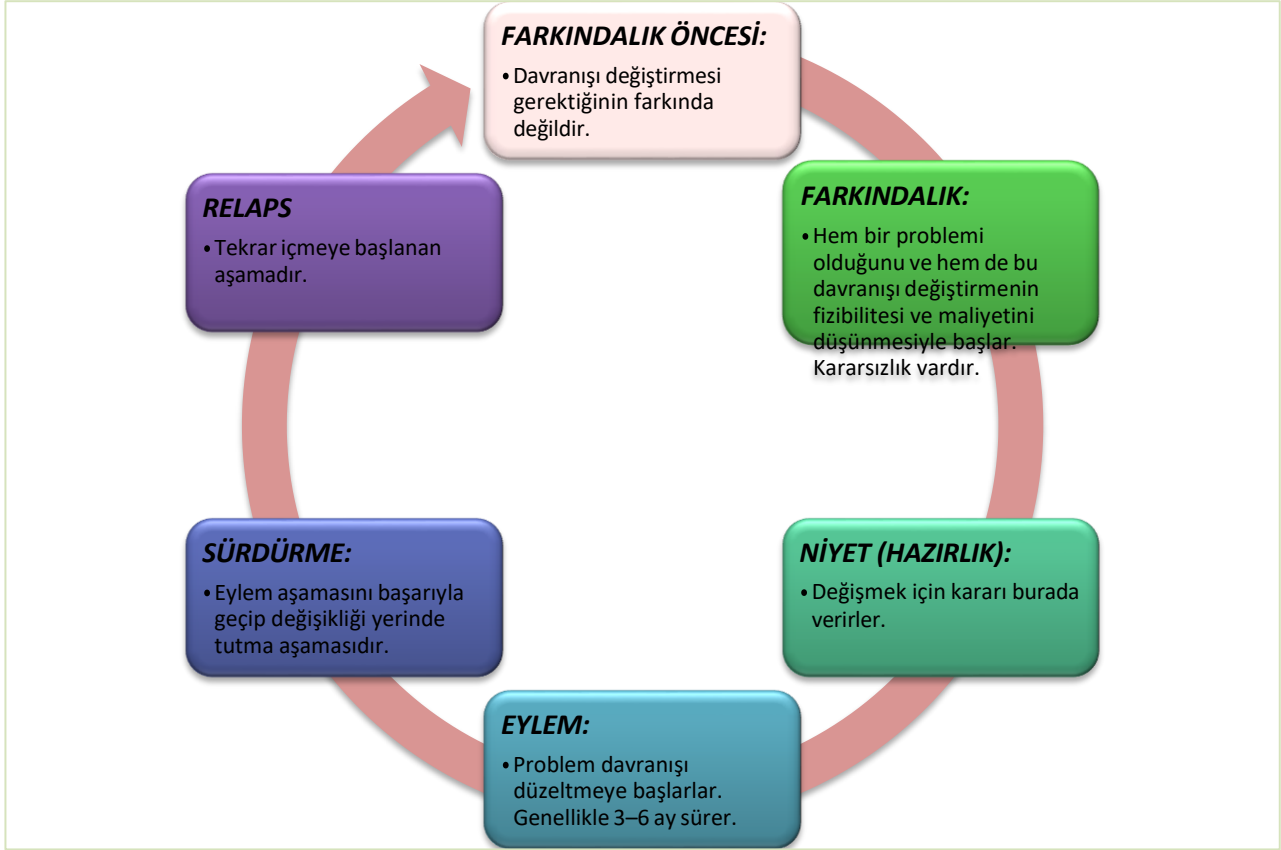 FARKINDALIK ÖNCESİ:
•Davranışı değiştirmesi
gerektiğinin farkında
değildir.
FARKINDALIK:
•Hem bir problemi
olduğunu ve hem de bu
davranışı değiştirmenin
fizibilitesi ve maliyetini
düşünmesiyle başlar.
Kararsızlık vardır.
NİYET (HAZIRLIK):
•Değişmek için kararı burada
verirler.
EYLEM:
•Problem davranışı
düzeltmeye başlarlar.
Genellikle 3–6 ay sürer.
SÜRDÜRME:
•Eylem aşamasını başarıyla
geçip değişikliği yerinde
tutma aşamasıdır.
RELAPS
•Tekrar içmeye başlanan
aşamadır.